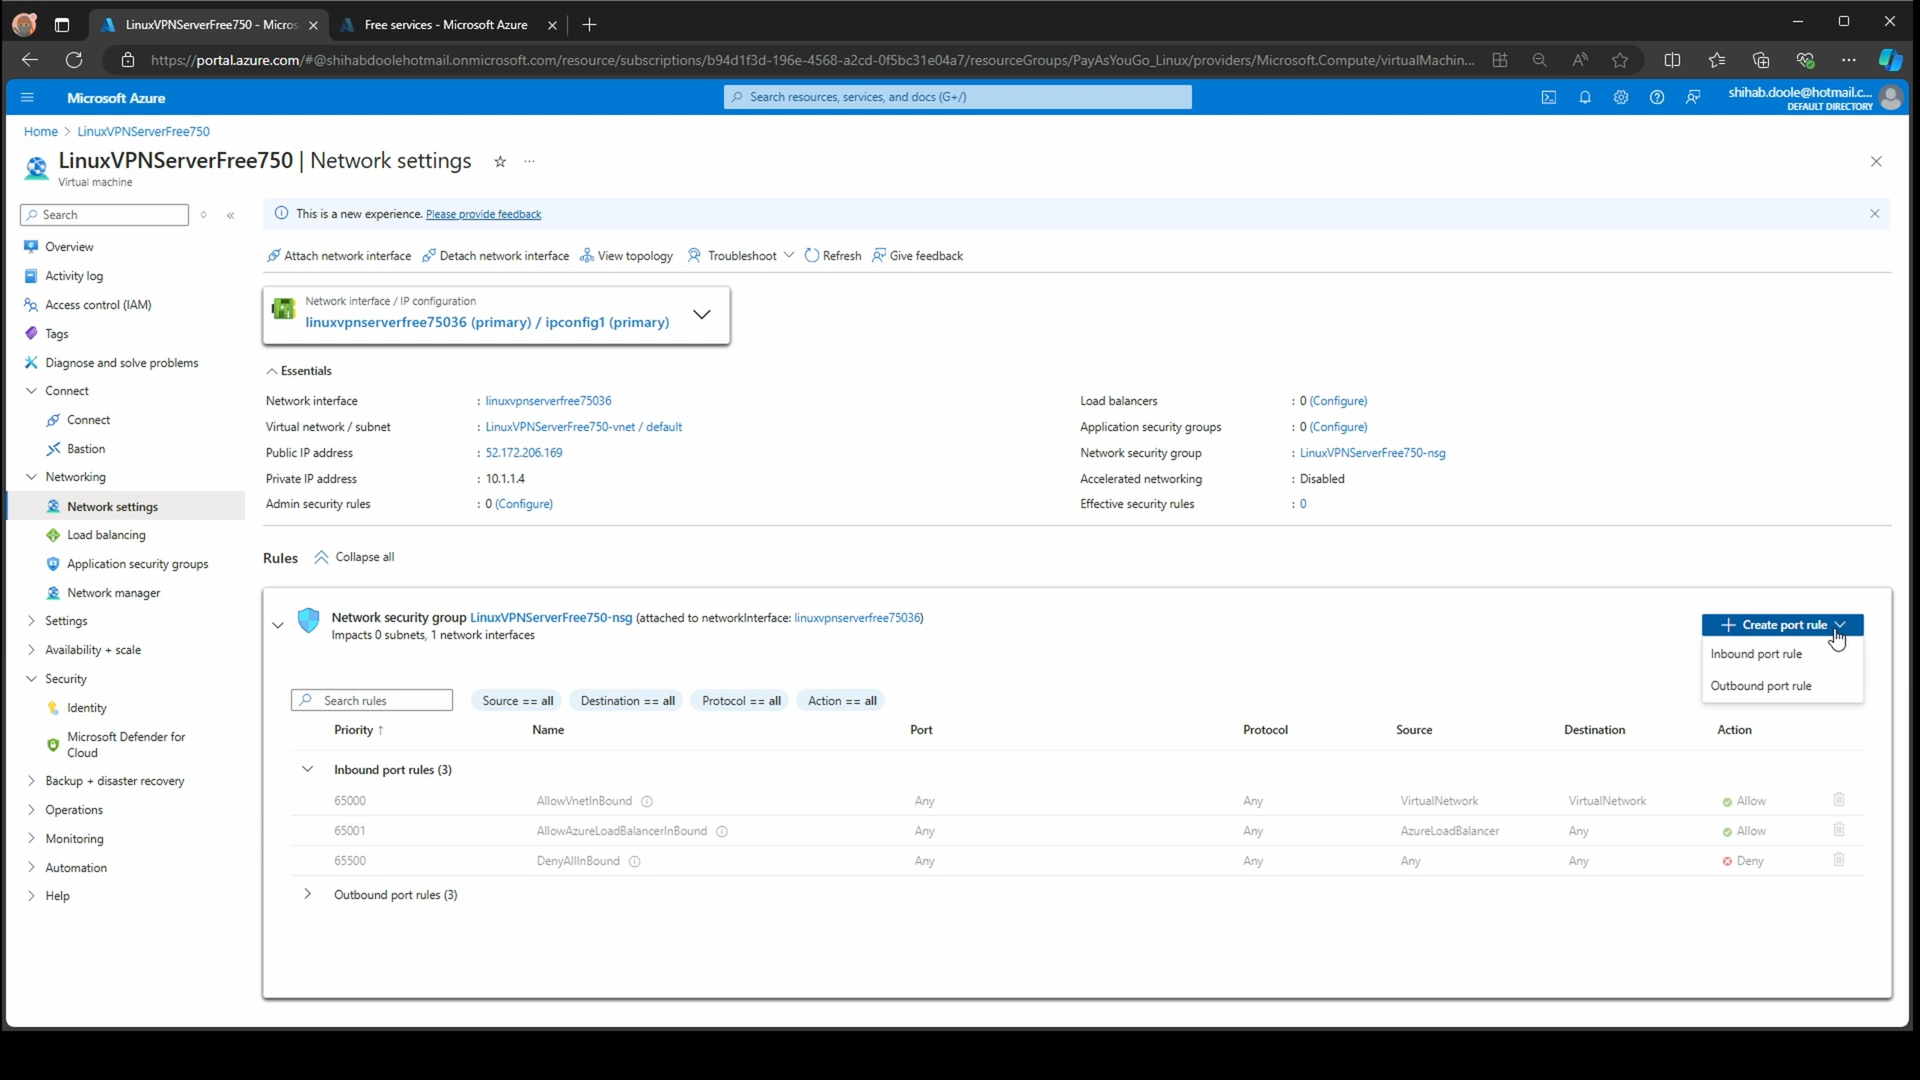 LinuxVPNServerFree750 - Micros
Free services - Microsoft Azure
https://portal.azure.com/#@shihabdoolehotmail.onmicrosoft.com/resource/subscriptions/b94d1f3d-196e-4568-a2cd-0f5bc31e04a7/resourceGroups/PayAsYouGo_Linux/providers/Microsoft.Compute/virtualMachin...
Microsoft Azure
Search resources, services, and docs (G+/)
shihab.doole@hotmail.c...
DEFAULT DIRECTORY
Home > LinuxVPNServerFree750
LinuxVPNServerFree750 | Network settings
Virtual machine
Search
This is a new experience. Please provide feedback
Overview
Activity log
Access control (IAM)
Tags
Diagnose and solve problems
Connect
Connect
Bastion
Networking
Network settings
Load balancing
Application security groups
Network manager
Settings
Availability + scale
Security
Identity
Microsoft Defender for
Cloud
Backup + disaster recovery
Operations
Monitoring
Automation
Help
Attach network interface Detach network interface View topology Troubleshoot Refresh Give feedback
Network interface / IP configuration
linuxvpnserverfree75036 (primary) / ipconfig1 (primary)
Essentials
Network interface : linuxvpnserverfree75036
Virtual network / subnet : LinuxVPNServerFree750-vnet / default
Public IP address : 52.172.206.169
Private IP address : 10.1.1.4
Admin security rules : 0 (Configure)
Load balancers : 0 (Configure)
Application security groups : 0 (Configure)
Network security group : LinuxVPNServerFree750-nsg
Accelerated networking : Disabled
Effective security rules : 0
Rules Collapse all
Network security group LinuxVPNServerFree750-nsg (attached to networkInterface: linuxvpnserverfree75036)
Impacts 0 subnets, 1 network interfaces
+ Create port rule
Inbound port rule
Outbound port rule
Search rules Source == all Destination == all Protocol == all Action == all
Priority ↑ Name Port Protocol Source Destination Action
Inbound port rules (3)
65000 AllowVnetInBound Any Any VirtualNetwork VirtualNetwork Allow
65001 AllowAzureLoadBalancerInBound Any Any AzureLoadBalancer Any Allow
65500 DenyAllInBound Any Any Any Any Deny
Outbound port rules (3)